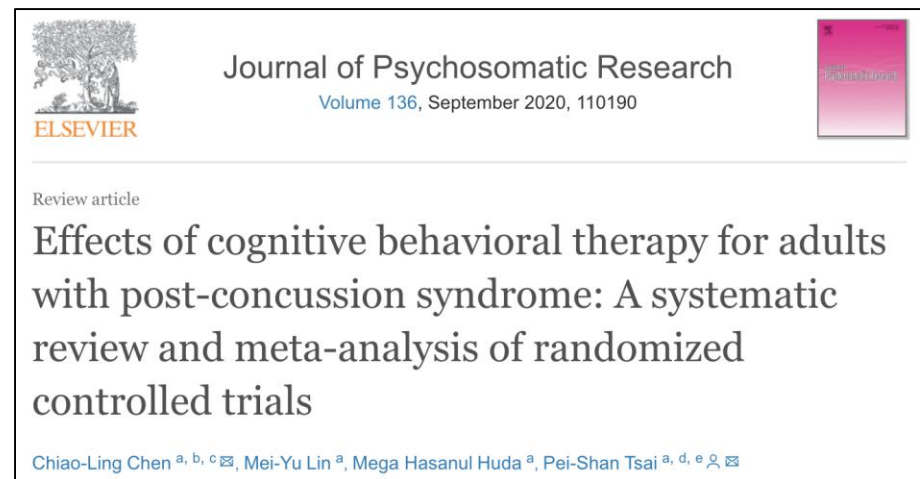 Journal of Psychosomatic Research
Volume 136, September 2020, 110190
ELSEVIER
Review article
Effects of cognitive behavioral therapy for adults
with post-concussion syndrome: A systematic
review and meta-analysis of randomized
controlled trials
Chiao-Ling Chen a, b, c, Mei-Yu Lin a, Mega Hasanul Huda a, Pei-Shan Tsai a, d, e